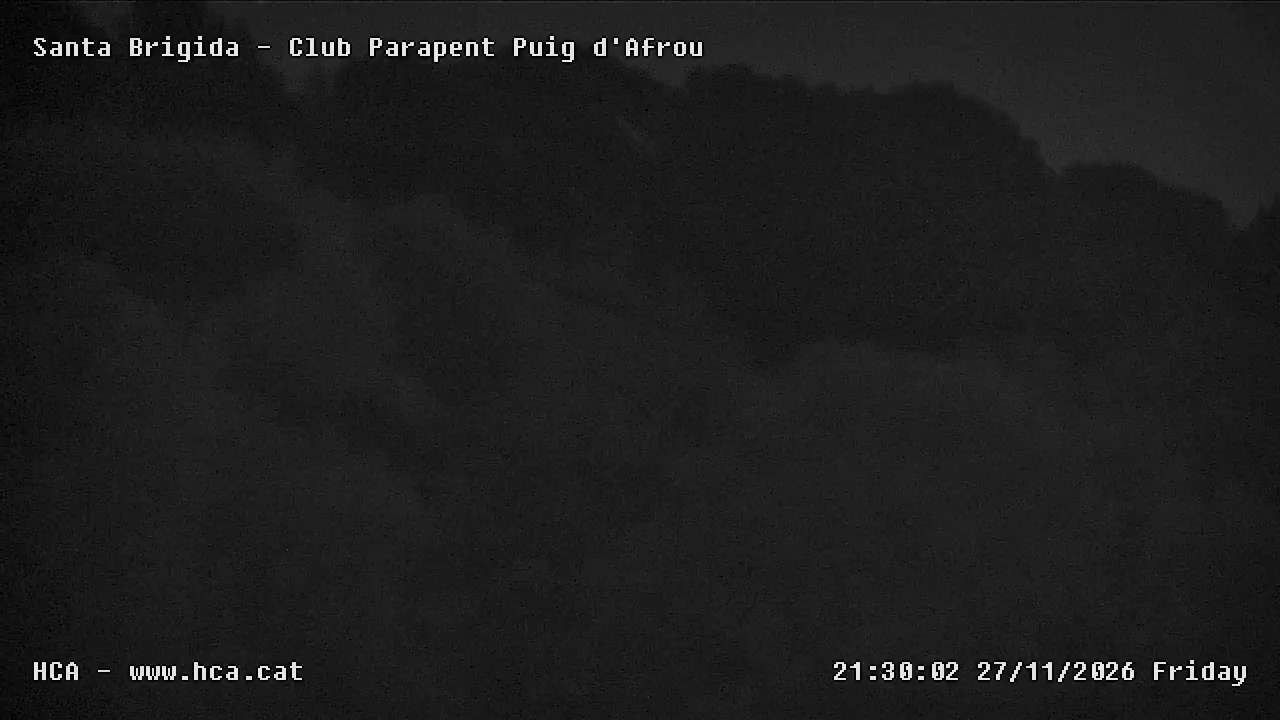 Santa Brigida - Club Parapent Puig d'Afrou
HCA - www.hca.cat
21:30:02 27/11/2026 Friday